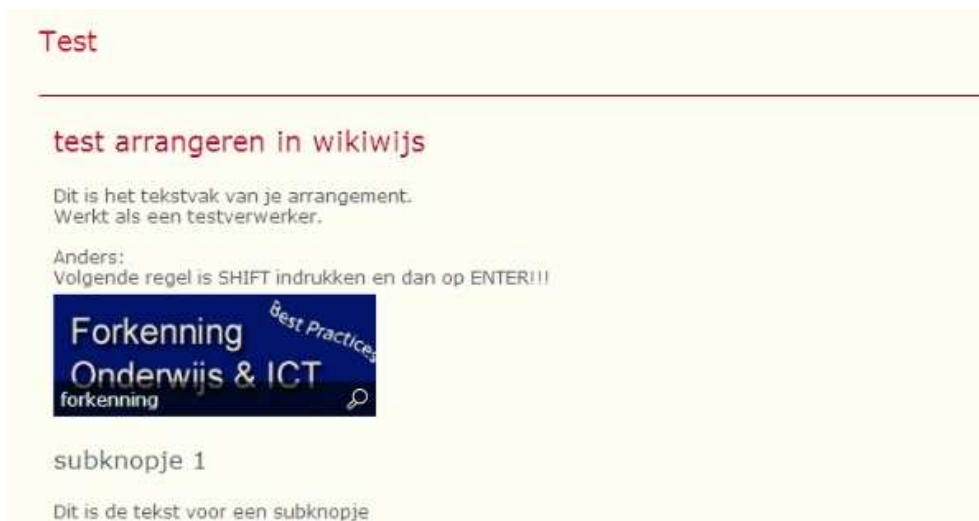 Test
test arrangeren in wikiwijs
Dit is het tekstvak van je arrangement.
Werkt als een testverwerker.
Anders:
Volgende regel is SHIFT indrukken en dan op ENTER!!!
Best Practices
Forkenning
Onderwijs & ICT
forkenning
subknopje 1
Dit is de tekst voor een subknopje